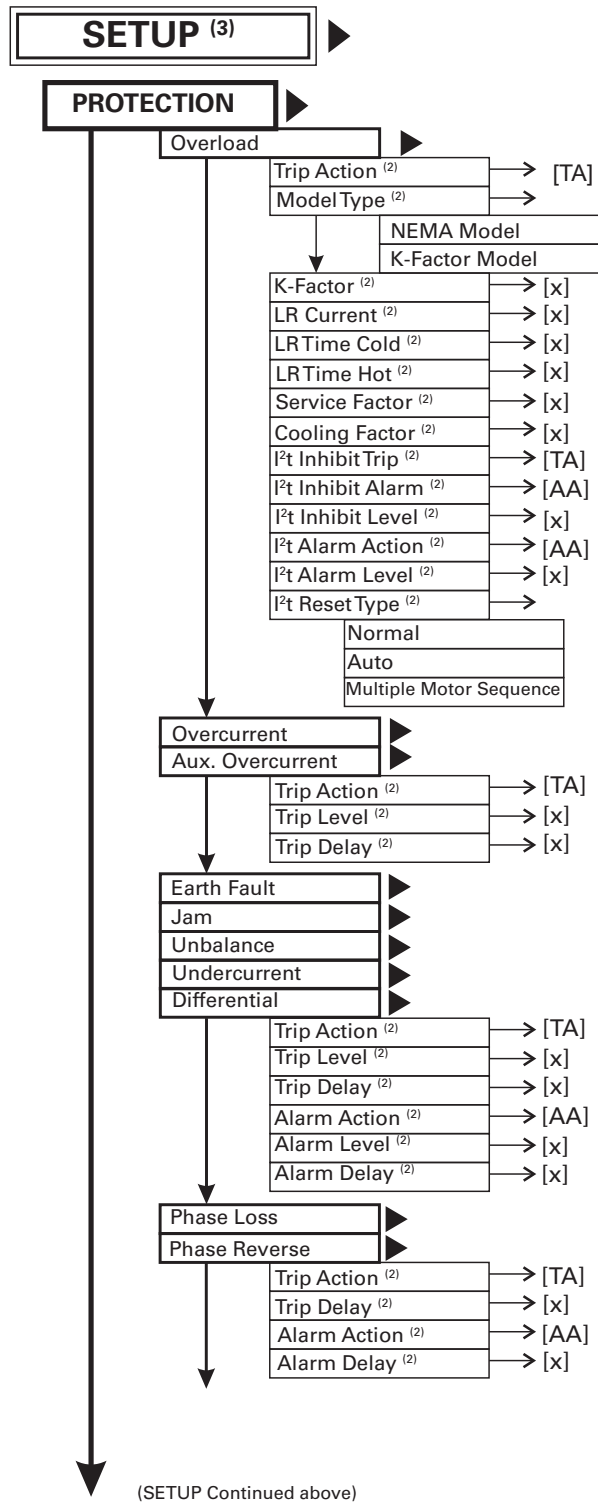 SETUP (3)
PROTECTION
Overload
Trip Action (2) [TA]
Model Type (2)
NEMA Model
K-Factor Model
K-Factor (2) [x]
LR Current (2) [x]
LR Time Cold (2) [x]
LR Time Hot (2) [x]
Service Factor (2) [x]
Cooling Factor (2) [x]
I²t Inhibit Trip (2) [TA]
I²t Inhibit Alarm (2) [AA]
I²t Inhibit Level (2) [x]
I²t Alarm Action (2) [AA]
I²t Alarm Level (2) [x]
I²t Reset Type (2)
Normal
Auto
Multiple Motor Sequence
Overcurrent
Aux. Overcurrent
Trip Action (2) [TA]
Trip Level (2) [x]
Trip Delay (2) [x]
Earth Fault
Jam
Unbalance
Undercurrent
Differential
Trip Action (2) [TA]
Trip Level (2) [x]
Trip Delay (2) [x]
Alarm Action (2) [AA]
Alarm Level (2) [x]
Alarm Delay (2) [x]
Phase Loss
Phase Reverse
Trip Action (2) [TA]
Trip Delay (2) [x]
Alarm Action (2) [AA]
Alarm Delay (2) [x]
(SETUP Continued above)